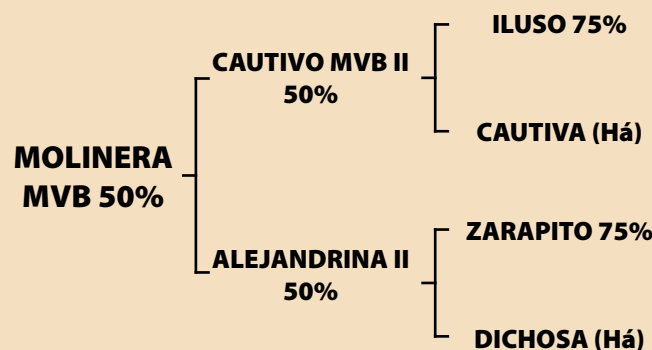 MOLINERA
MVB 50%
CAUTIVO MVB II
50%
ALEJANDRINA II
50%
ILUSO 75%
CAUTIVA (Há)
ZARAPITO 75%
DICHOSA (Há)